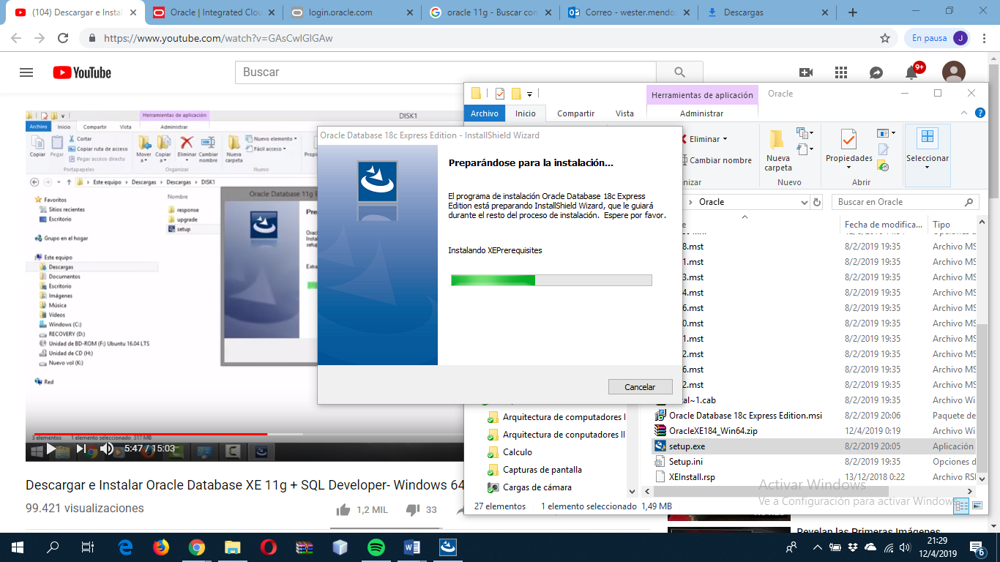 (104) Descargar e Instal
Oracle | Integrated Clou
login.oracle.com
oracle 11g - Buscar con
Correo - wester.mendo
Descargas
https://www.youtube.com/watch?v=GAsCwlGlGAw
En pausa
J
YouTube
Buscar
9+
Herramientas de aplicación
DISK1
Archivo
Inicio
Compartir
Vista
Administrar
Copiar
Pegar
Cortar
Copiar ruta de acceso
Pegar acceso directo
Mover a
Copiar a
Eliminar
Cambiar nombre
Nueva carpeta
Nuevo elemento
Fácil acceso
Portapapeles
Organizar
Nuevo
Este equipo
Descargas
Descargas
DISK1
Favoritos
Sitios recientes
Escritorio
Grupo en el hogar
Este equipo
Descargas
Documentos
Escritorio
Imágenes
Música
Vídeos
Windows (C:)
RECOVERY (D:)
Unidad de BD-ROM (F:) Ubuntu 16.04 LTS
Unidad de CD (H:)
Nuevo vol (K:)
Red
Nombre
response
upgrade
setup
Oracle Database 11g E
3 elementos
1 elemento seleccionado 317 MB
5:47 / 15:03
Descargar e Instalar Oracle Database XE 11g + SQL Developer- Windows 64
99.421 visualizaciones
1,2 MIL
33
Oracle Database 18c Express Edition - InstallShield Wizard
Preparándose para la instalación...
El programa de instalación Oracle Database 18c Express
Edition está preparando InstallShield Wizard, que le guiará
durante el resto del proceso de instalación. Espere por favor.
Instalando XEPrerequisites
Cancelar
Herramientas de aplicación
Oracle
Archivo
Inicio
Compartir
Vista
Administrar
Eliminar
Cambiar nombre
Nueva
carpeta
Propiedades
Seleccionar
nizar
Nuevo
Abrir
Oracle
Buscar en Oracle
Fecha de modifica...
Tipo
8.mst 8/2/2019 19:35 Archivo MS
1.mst 8/2/2019 19:35 Archivo MS
3.mst 8/2/2019 19:35 Archivo MS
4.mst 8/2/2019 19:35 Archivo MS
6.mst 8/2/2019 19:35 Archivo MS
0.mst 8/2/2019 19:35 Archivo MS
1.mst 8/2/2019 19:35 Archivo MS
2.mst 8/2/2019 19:35 Archivo MS
6.mst 8/2/2019 19:35 Archivo MS
2.mst 8/2/2019 19:35 Archivo MS
al~1.cab 8/2/2019 19:35 Archivo Wi
Oracle Database 18c Express Edition.msi 8/2/2019 20:06 Paquete de
OracleXE184_Win64.zip 12/4/2019 0:19 Archivo Wi
setup.exe 8/2/2019 20:05 Aplicación
Setup.ini 8/2/2019 19:35 Opciones d
XEInstall.rsp 13/12/2018 0:22 Archivo RS
Arquitectura de computadores I
Arquitectura de conputadores II
Calculo
Capturas de pantalla
Cargas de cámara
27 elementos
1 elemento seleccionado 1,49 MB
Activar Windows
Ve a Configuración para activar Windows.
Revelan las Primeras Imágenes
21:29
12/4/2019
6